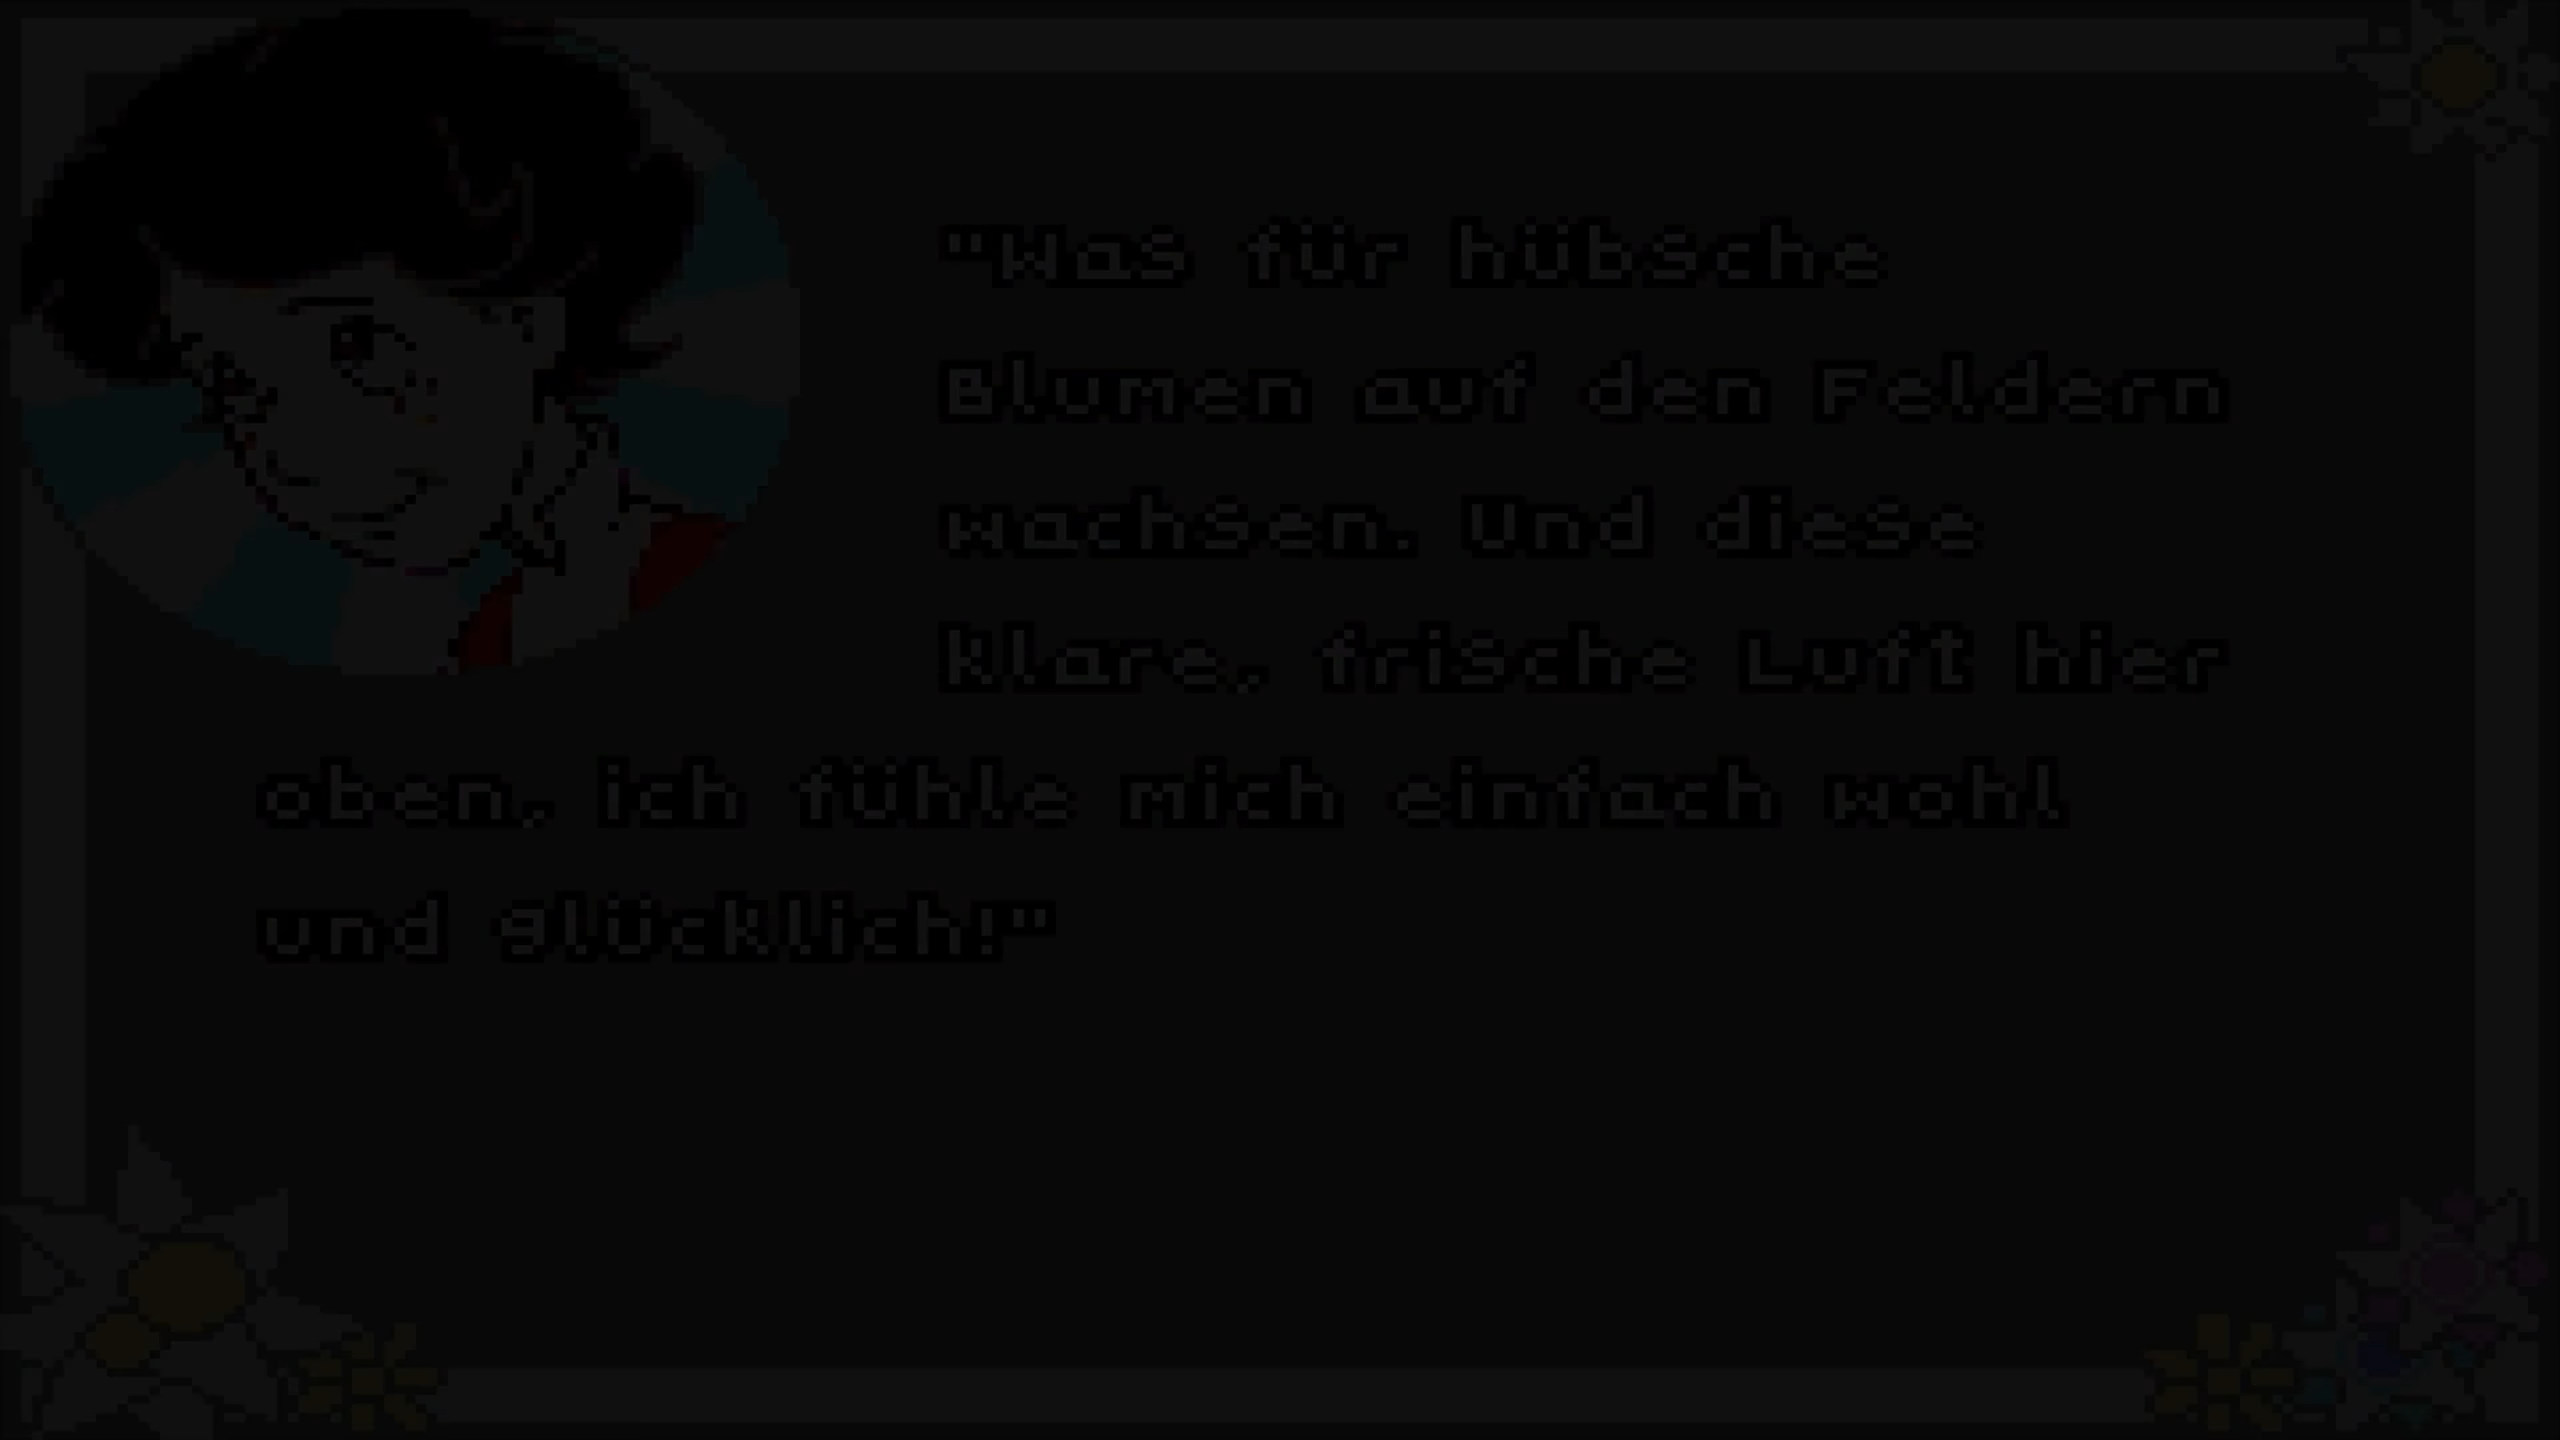 "Was für hübsche
Blumen auf den Feldern
wachsen. Und diese
klare, frische Luft hier
oben, ich fühle mich einfach wohl
und glücklich!"